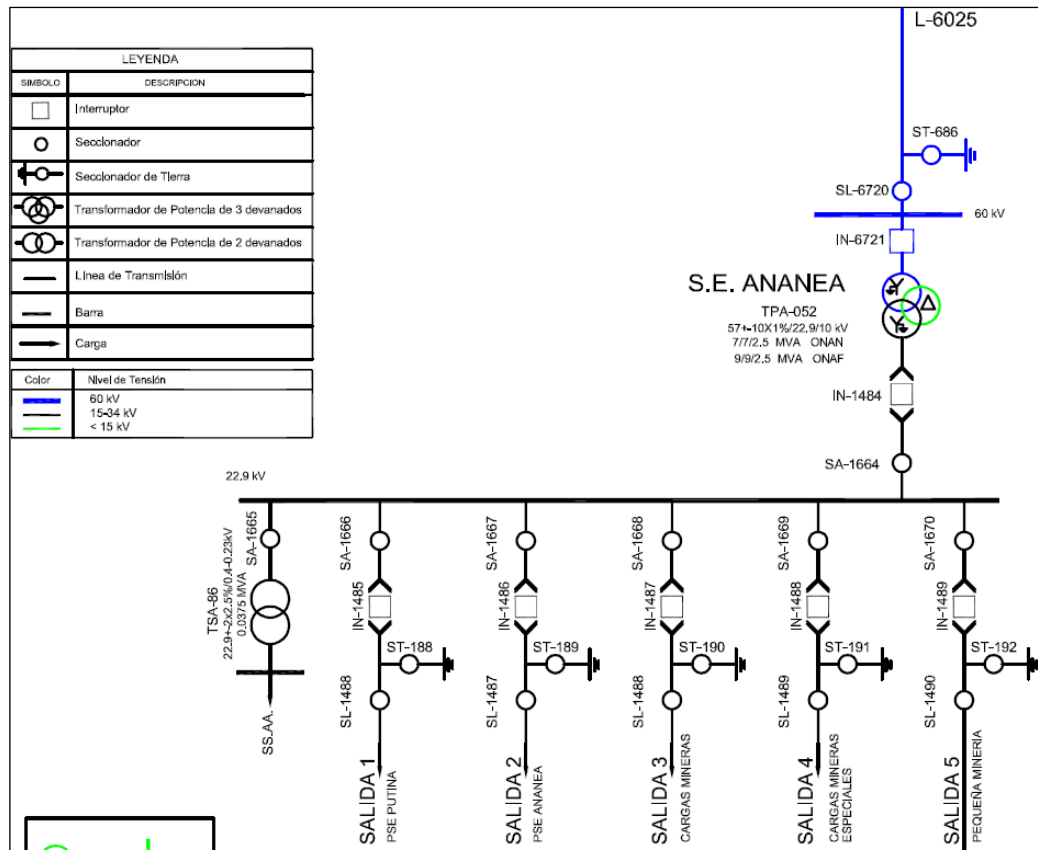 L-6025
LEYENDA
SIMBOLO DESCRIPCION
Interruptor
Seccionador
Seccionador de Tierra
Transformador de Potencia de 3 devanados
Transformador de Potencia de 2 devanados
Línea de Transmisión
Barra
Carga
Color Nivel de Tensión
60 kV
15-34 kV
< 15 kV
ST-686
SL-6720
60 kV
IN-6721
S.E. ANANEA
TPA-052
57+-10X1%/22,9/10 kV
7/7/2.5 MVA ONAN
9/9/2.5 MVA ONAF
IN-1484
SA-1664
22,9 kV
SA-1665
TSA-86
22.9+-2x2.5%/0.4-0.23kV
0.0375 MVA
SS.AA.
SA-1666
IN-1485
ST-188
SL-1488
SALIDA 1
PSE PUTINA
SA-1667
IN-1486
ST-189
SL-1487
SALIDA 2
PSE ANANEA
SA-1668
IN-1487
ST-190
SL-1488
SALIDA 3
CARGAS MINERAS
SA-1669
IN-1488
ST-191
SL-1489
SALIDA 4
CARGAS MINERAS
ESPECIALES
SA-1670
IN-1489
ST-192
SL-1490
SALIDA 5
PEQUEÑA MINERIA